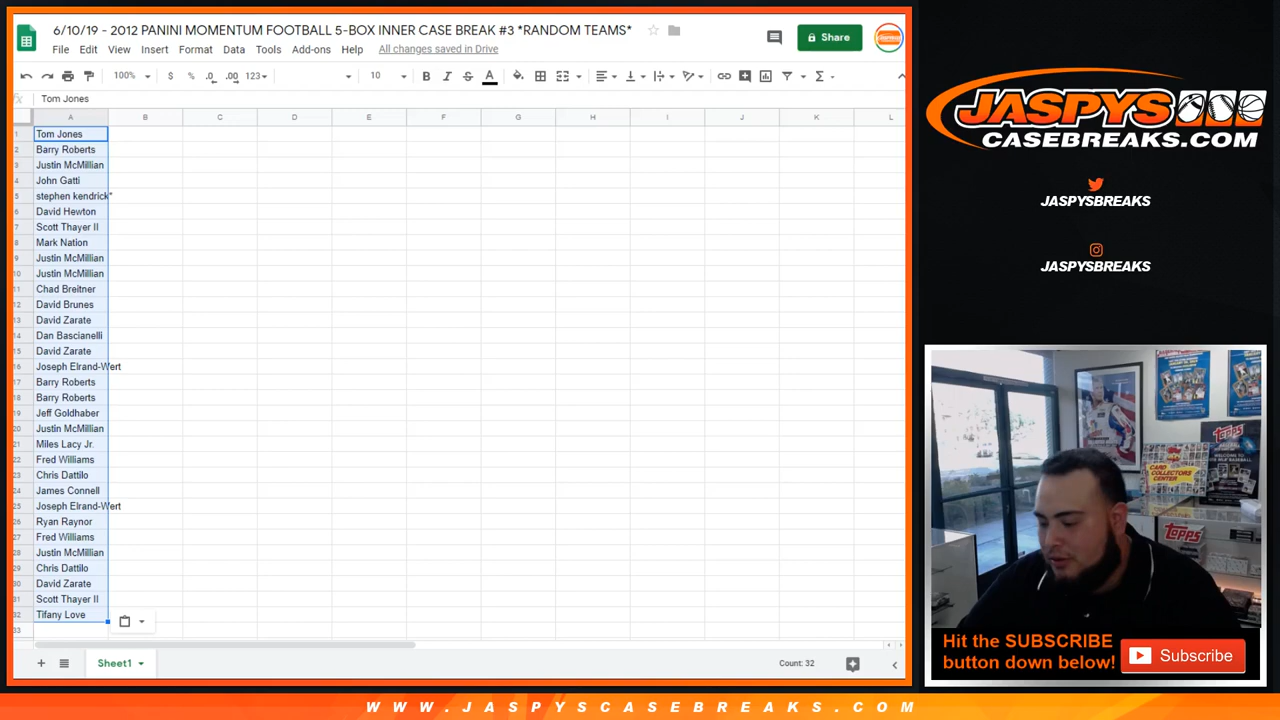 6/10/19 - 2012 PANINI MOMENTUM FOOTBALL 5-BOX INNER CASE BREAK #3 *RANDOM TEAMS*
File Edit View Insert Format Data Tools Add-ons Help All changes saved in Drive
Share
100% $ % .0 .00 123 10 B I S A
fx Tom Jones
A B C D E F G H I J K L
1 Tom Jones
2 Barry Roberts
3 Justin McMillian
4 John Gatti
5 stephen kendrick*
6 David Hewton
7 Scott Thayer II
8 Mark Nation
9 Justin McMillian
10 Justin McMillian
11 Chad Breitner
12 David Brunes
13 David Zarate
14 Dan Bascianelli
15 David Zarate
16 Joseph Elrand-Wert
17 Barry Roberts
18 Barry Roberts
19 Jeff Goldhaber
20 Justin McMillian
21 Miles Lacy Jr.
22 Fred Williams
23 Chris Dattilo
24 James Connell
25 Joseph Elrand-Wert
26 Ryan Raynor
27 Fred Williams
28 Justin McMillian
29 Chris Dattilo
30 David Zarate
31 Scott Thayer II
32 Tifany Love
33
Sheet1
Count: 32
JASPYS
CASEBREAKS.COM
JASPYSBREAKS
JASPYSBREAKS
CARD
COLLECTORS
CENTER
TOPPS
Topps
Hit the SUBSCRIBE
button down below!
Subscribe
WWW.JASPYSCASEBREAKS.COM